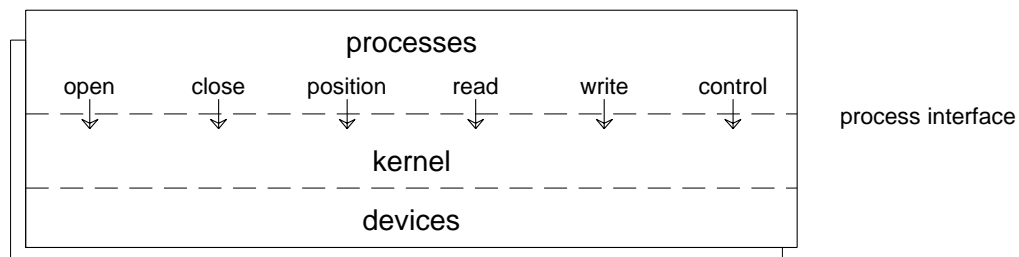 processes
open close position read write control
process interface
kernel
devices